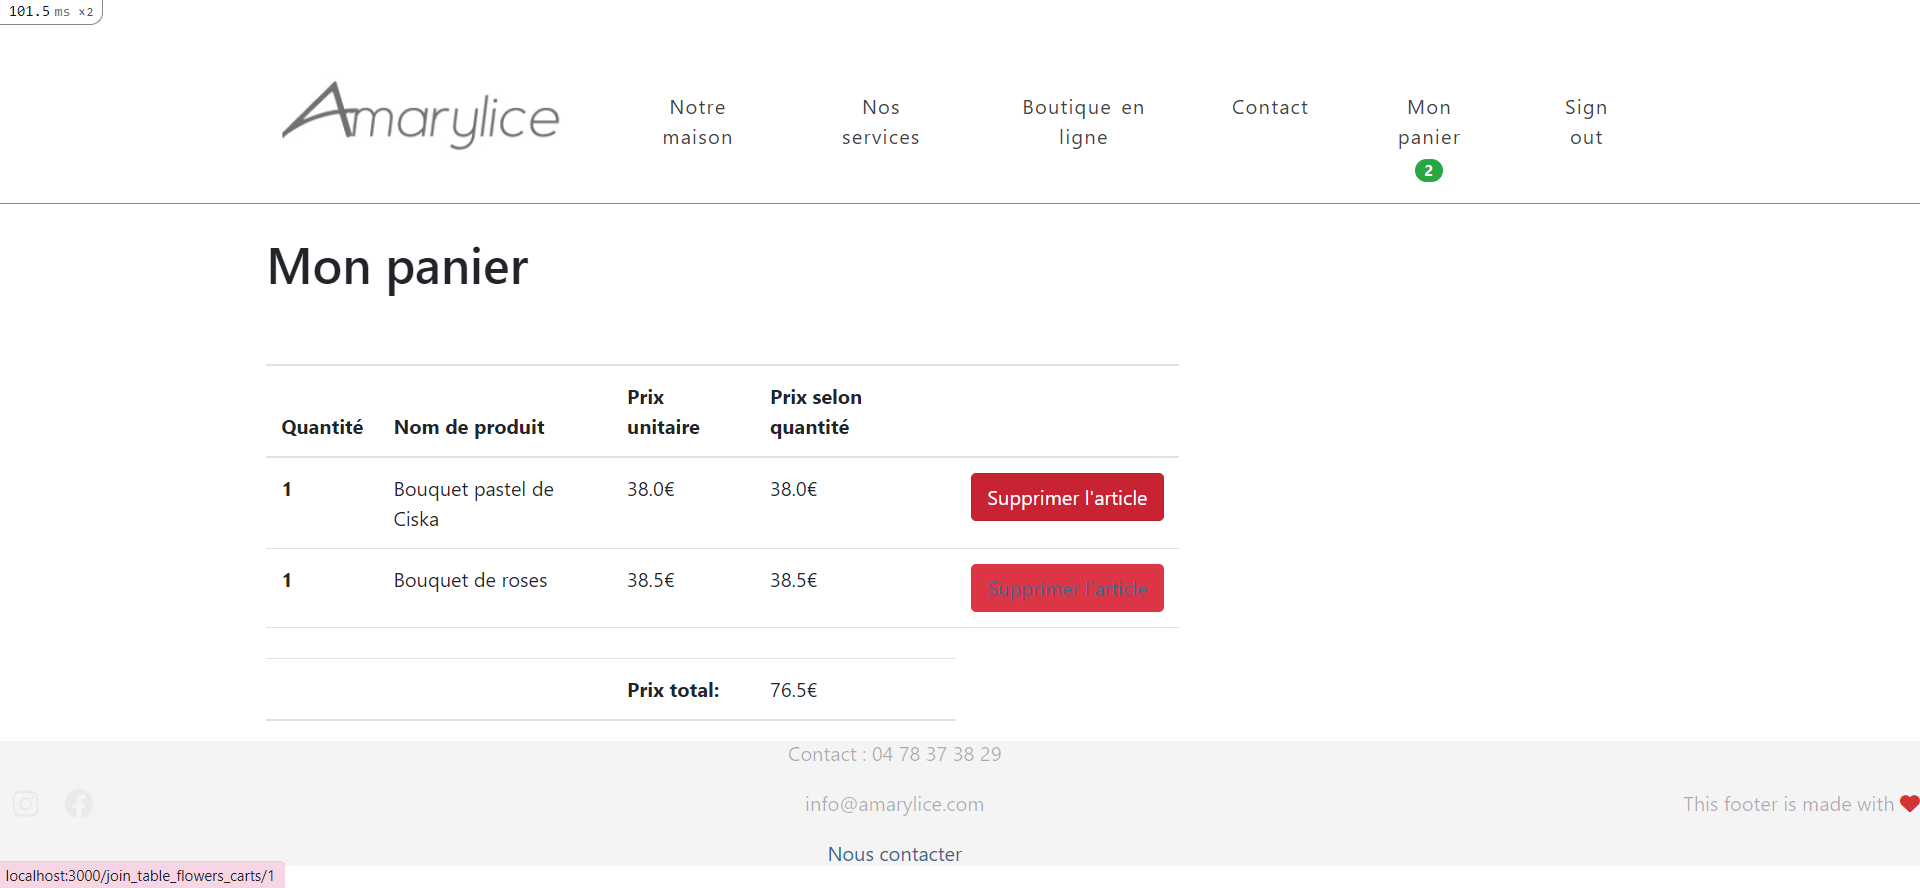 101.5 ms ×2
Amarylice
Notre maison
Nos services
Boutique en ligne
Contact
Mon panier
2
Sign out
Mon panier
Quantité Nom de produit Prix unitaire Prix selon quantité
1 Bouquet pastel de Ciska 38.0€ 38.0€ Supprimer l'article
1 Bouquet de roses 38.5€ 38.5€ Supprimer l'article
Prix total: 76.5€
Contact : 04 78 37 38 29
info@amarylice.com
This footer is made with
Nous contacter
localhost:3000/join_table_flowers_carts/1